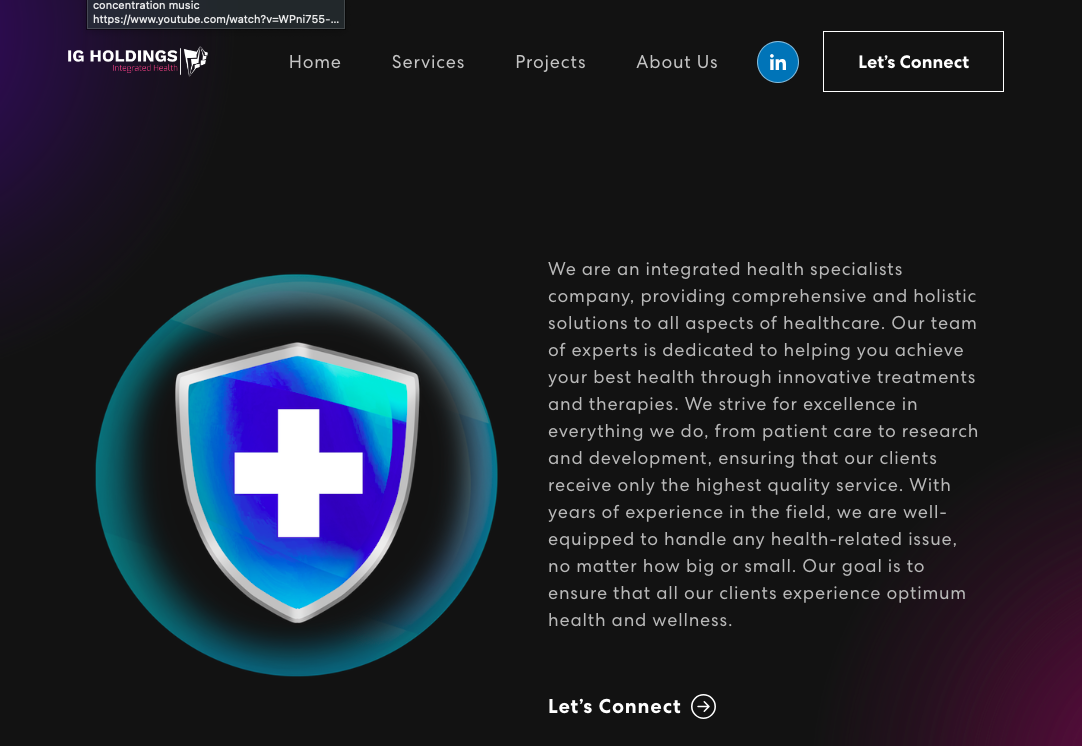 concentration music
https://www.youtube.com/watch?v=WPni755-...
IG HOLDINGS
Integrated Health
Home
Services
Projects
About Us
in
Let's Connect
We are an integrated health specialists
company, providing comprehensive and holistic
solutions to all aspects of healthcare. Our team
of experts is dedicated to helping you achieve
your best health through innovative treatments
and therapies. We strive for excellence in
everything we do, from patient care to research
and development, ensuring that our clients
receive only the highest quality service. With
years of experience in the field, we are well-
equipped to handle any health-related issue,
no matter how big or small. Our goal is to
ensure that all our clients experience optimum
health and wellness.
Let's Connect